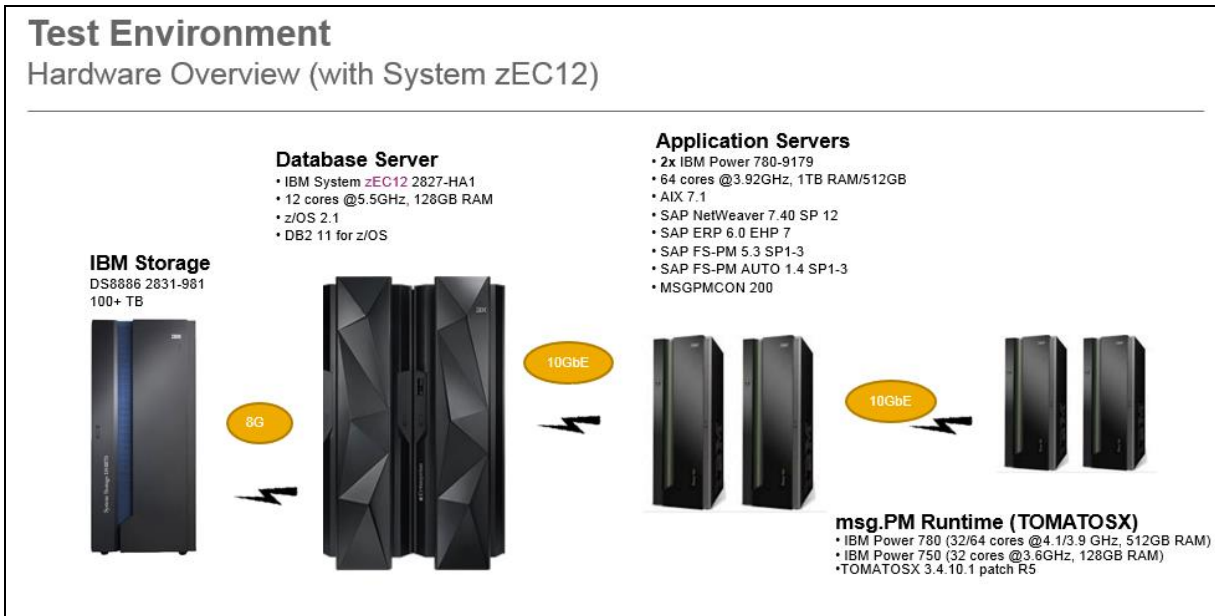 Test Environment
Hardware Overview (with System zEC12)
Application Servers
• 2x IBM Power 780-9179
• 64 cores @3.92GHz, 1TB RAM/512GB
• AIX 7.1
• SAP NetWeaver 7.40 SP 12
• SAP ERP 6.0 EHP 7
• SAP FS-PM 5.3 SP1-3
• SAP FS-PM AUTO 1.4 SP1-3
• MSGPMCON 200
Database Server
• IBM System zEC12 2827-HA1
• 12 cores @5.5GHz, 128GB RAM
• z/OS 2.1
• DB2 11 for z/OS
IBM Storage
DS8886 2831-981
100+ TB
8G
10GbE
10GbE
msg.PM Runtime (TOMATOSX)
• IBM Power 780 (32/64 cores @4.1/3.9 GHz, 512GB RAM)
• IBM Power 750 (32 cores @3.6GHz, 128GB RAM)
•TOMATOSX 3.4.10.1 patch R5